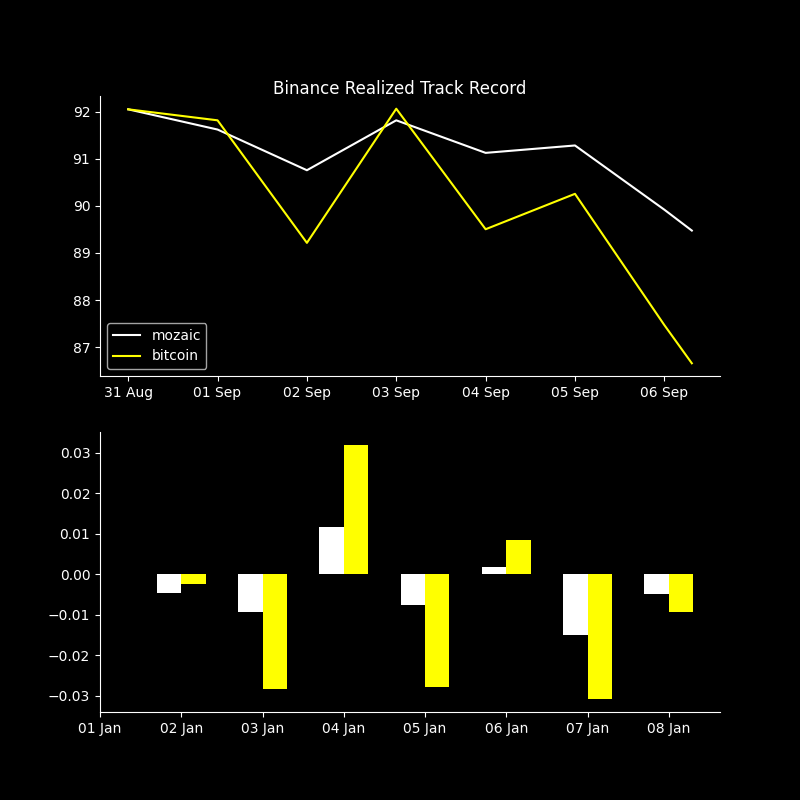 Binance Realized Track Record
92
91
90
89
88
87
mozaic
bitcoin
31 Aug 01 Sep 02 Sep 03 Sep 04 Sep 05 Sep 06 Sep
0.03
0.02
0.01
0.00
−0.01
−0.02
−0.03
01 Jan 02 Jan 03 Jan 04 Jan 05 Jan 06 Jan 07 Jan 08 Jan